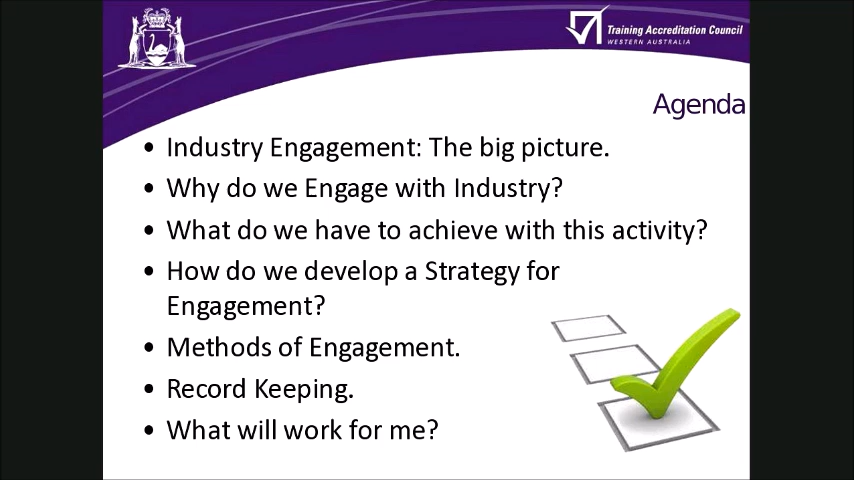 Training Accreditation Council
WESTERN AUSTRALIA
Agenda
• Industry Engagement: The big picture.
• Why do we Engage with Industry?
• What do we have to achieve with this activity?
• How do we develop a Strategy for
Engagement?
• Methods of Engagement.
• Record Keeping.
• What will work for me?